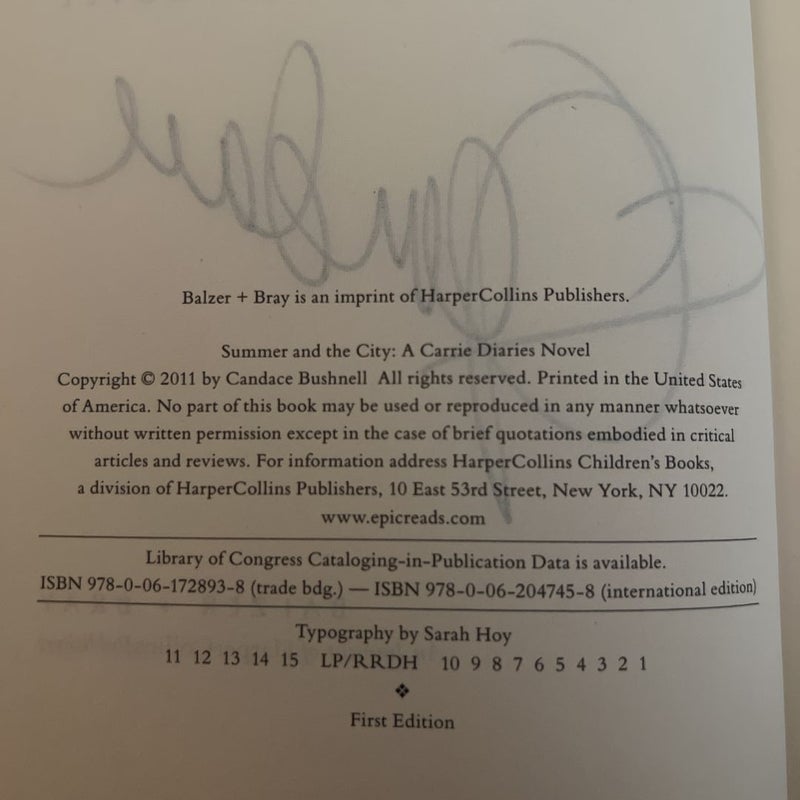 Balzer + Bray is an imprint of HarperCollins Publishers.
Summer and the City: A Carrie Diaries Novel
Copyright © 2011 by Candace Bushnell All rights reserved. Printed in the United States
of America. No part of this book may be used or reproduced in any manner whatsoever
without written permission except in the case of brief quotations embodied in critical
articles and reviews. For information address HarperCollins Children's Books,
a division of HarperCollins Publishers, 10 East 53rd Street, New York, NY 10022.
www.epicreads.com
Library of Congress Cataloging-in-Publication Data is available.
ISBN 978-0-06-172893-8 (trade bdg.) — ISBN 978-0-06-204745-8 (international edition)
Typography by Sarah Hoy
11 12 13 14 15 LP/RRDH 10 9 8 7 6 5 4 3 2 1
❖
First Edition